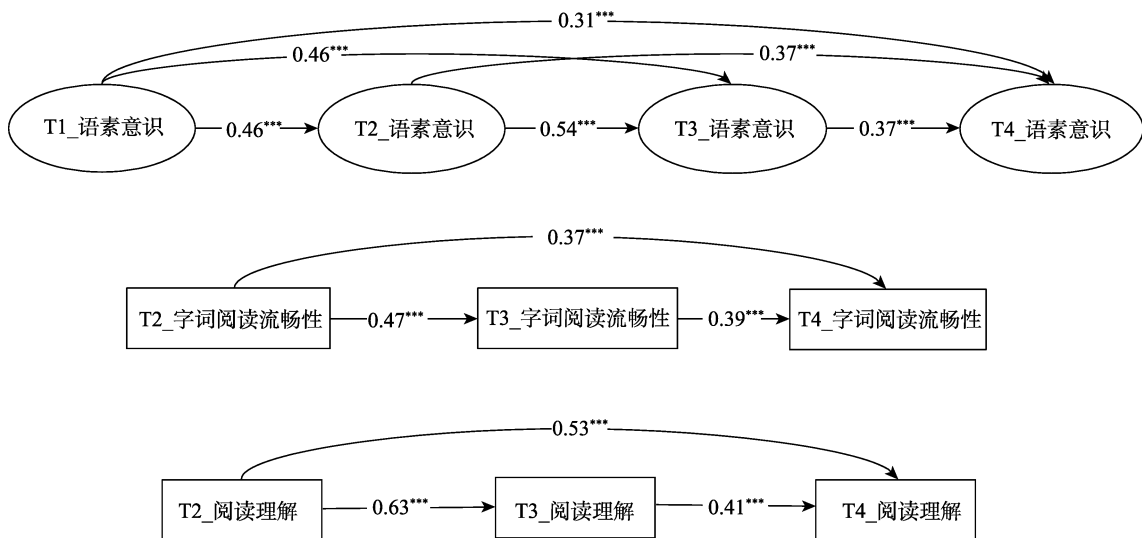 0.31***
0.46***
0.37***
T1_语素意识
0.46***
T2_语素意识
0.54***
T3_语素意识
0.37***
T4_语素意识
0.37***
T2_字词阅读流畅性
0.47***
T3_字词阅读流畅性
0.39***
T4_字词阅读流畅性
0.53***
T2_阅读理解
0.63***
T3_阅读理解
0.41***
T4_阅读理解